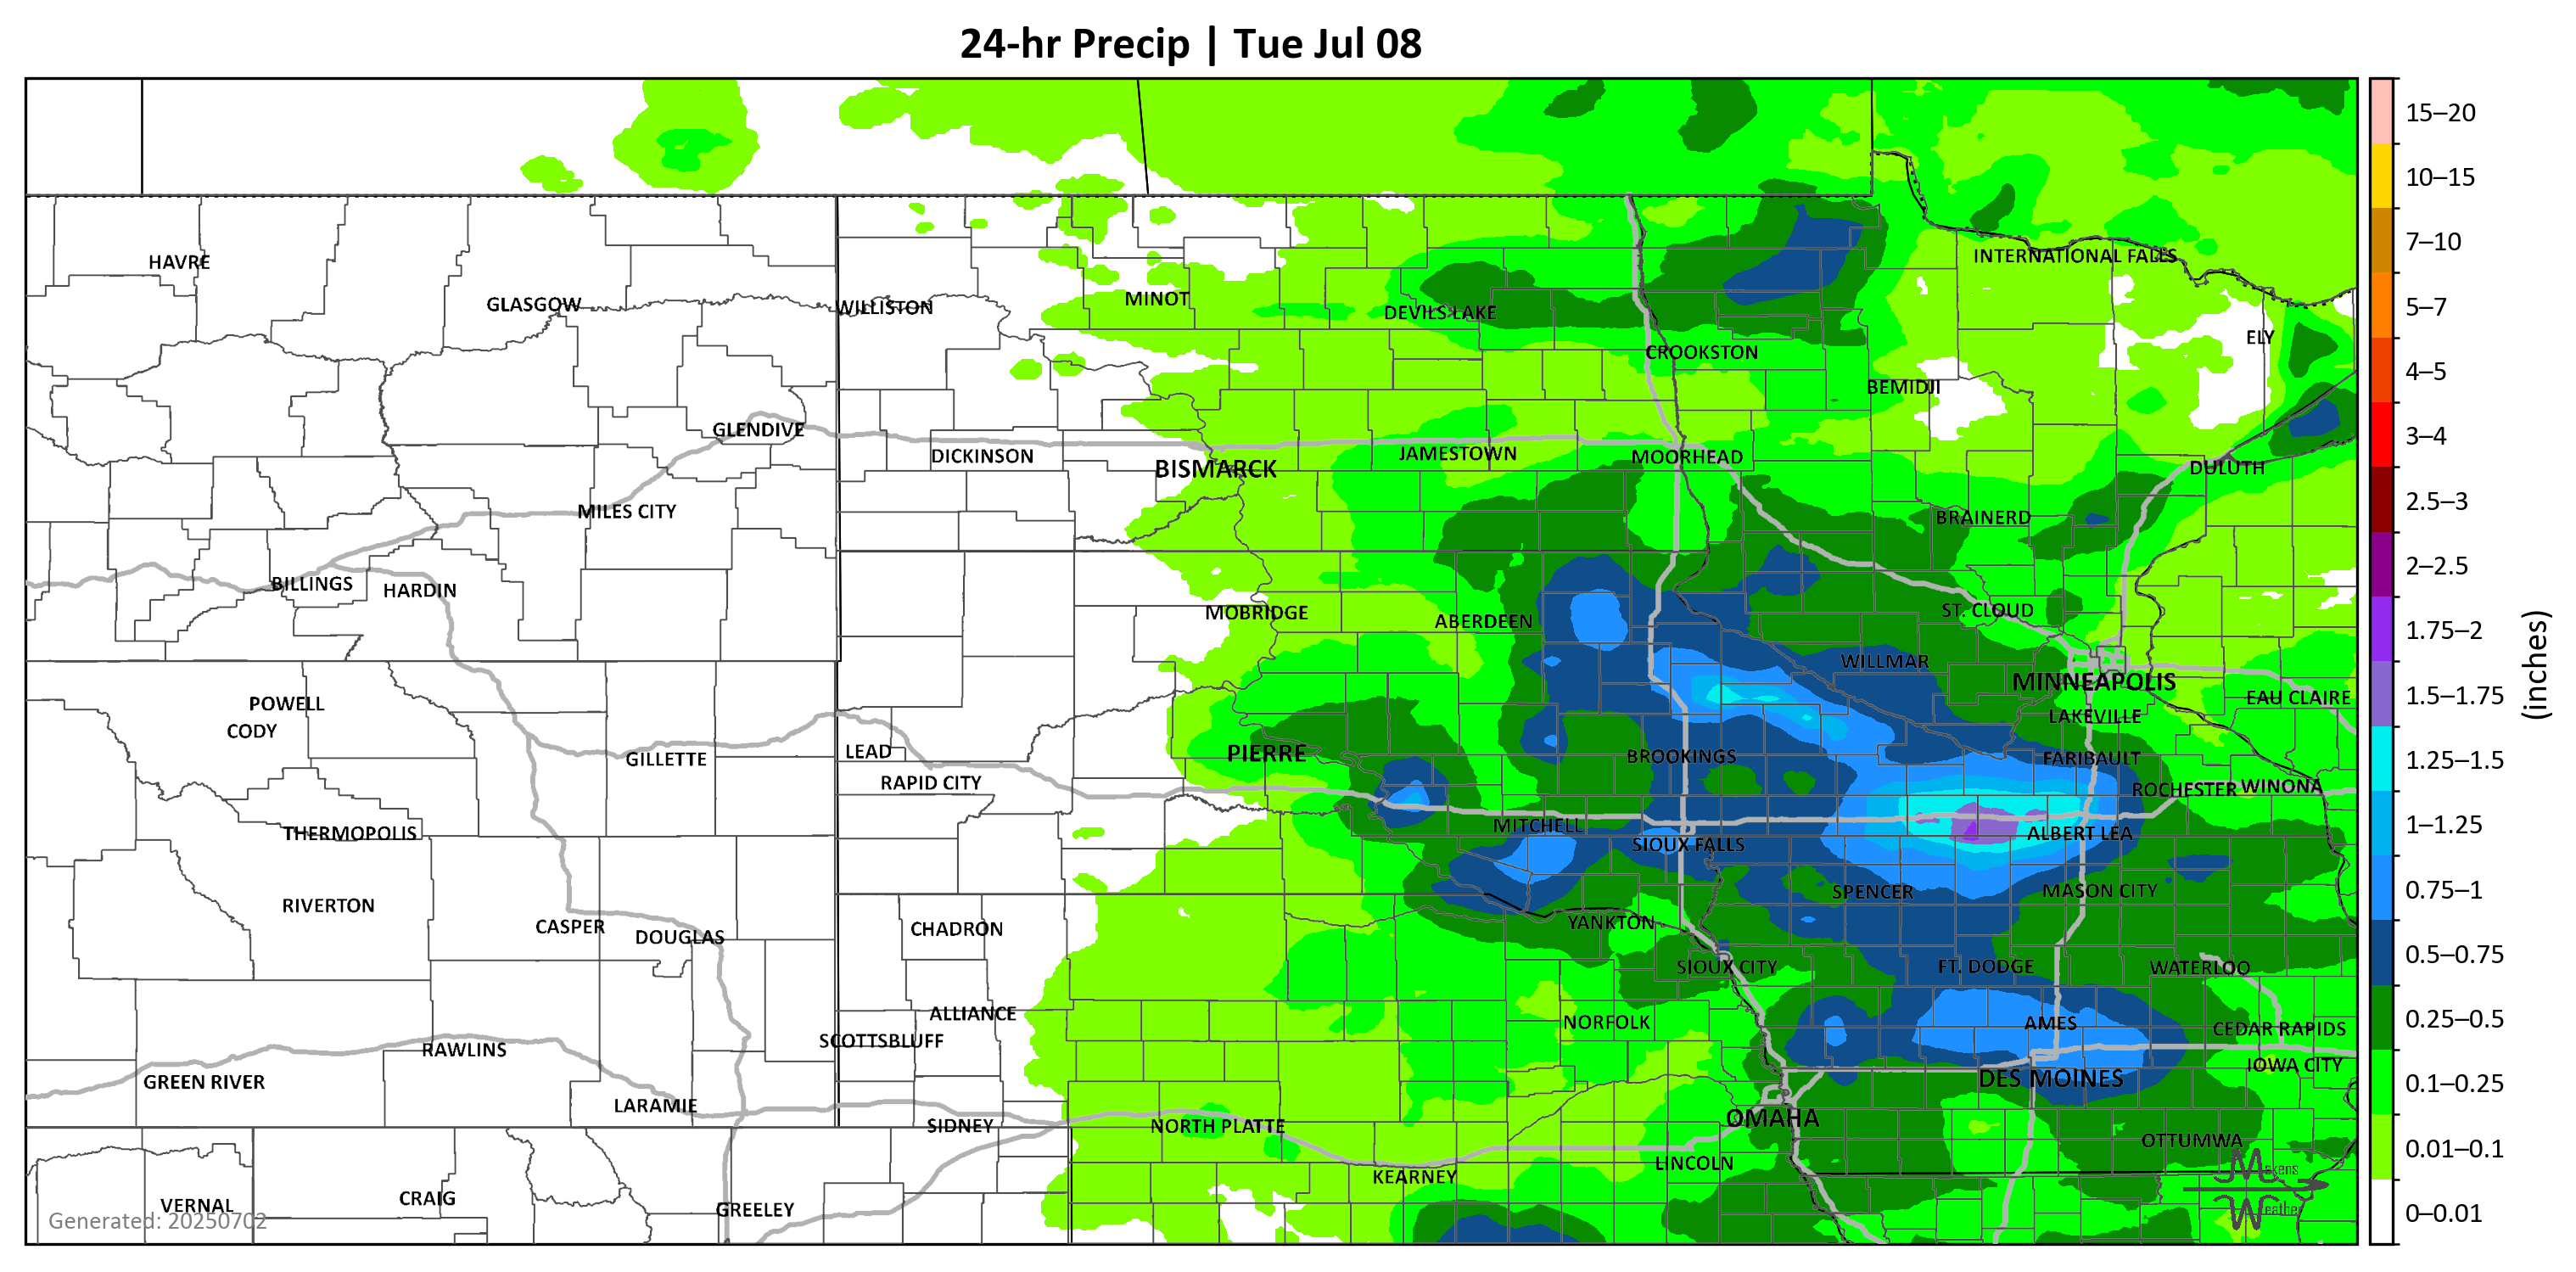 24-hr Precip | Tue Jul 08
15–20
10–15
7–10
5–7
4–5
3–4
2.5–3
2–2.5
1.75–2
1.5–1.75
1.25–1.5
1–1.25
0.75–1
0.5–0.75
0.25–0.5
0.1–0.25
0.01–0.1
0–0.01
(inches)
HAVRE
INTERNATIONAL FALLS
GLASGOW
WILLISTON
MINOT
DEVILS LAKE
ELY
CROOKSTON
BEMIDJI
GLENDIVE
DICKINSON
BISMARCK
JAMESTOWN
MOORHEAD
DULUTH
MILES CITY
BRAINERD
BILLINGS
HARDIN
MOBRIDGE
ABERDEEN
ST. CLOUD
WILLMAR
MINNEAPOLIS
EAU CLAIRE
POWELL
CODY
LAKEVILLE
GILLETTE
LEAD
PIERRE
BROOKINGS
FARIBAULT
RAPID CITY
ROCHESTER
WINONA
THERMOPOLIS
MITCHELL
SIOUX FALLS
ALBERT LEA
RIVERTON
SPENCER
MASON CITY
CASPER
DOUGLAS
CHADRON
YANKTON
SIOUX CITY
FT. DODGE
WATERLOO
ALLIANCE
SCOTTSBLUFF
NORFOLK
AMES
CEDAR RAPIDS
RAWLINS
IOWA CITY
GREEN RIVER
DES MOINES
LARAMIE
SIDNEY
NORTH PLATTE
OMAHA
OTTUMWA
LINCOLN
KEARNEY
VERNAL
CRAIG
GREELEY
Generated: 20250702
Makens
Weather